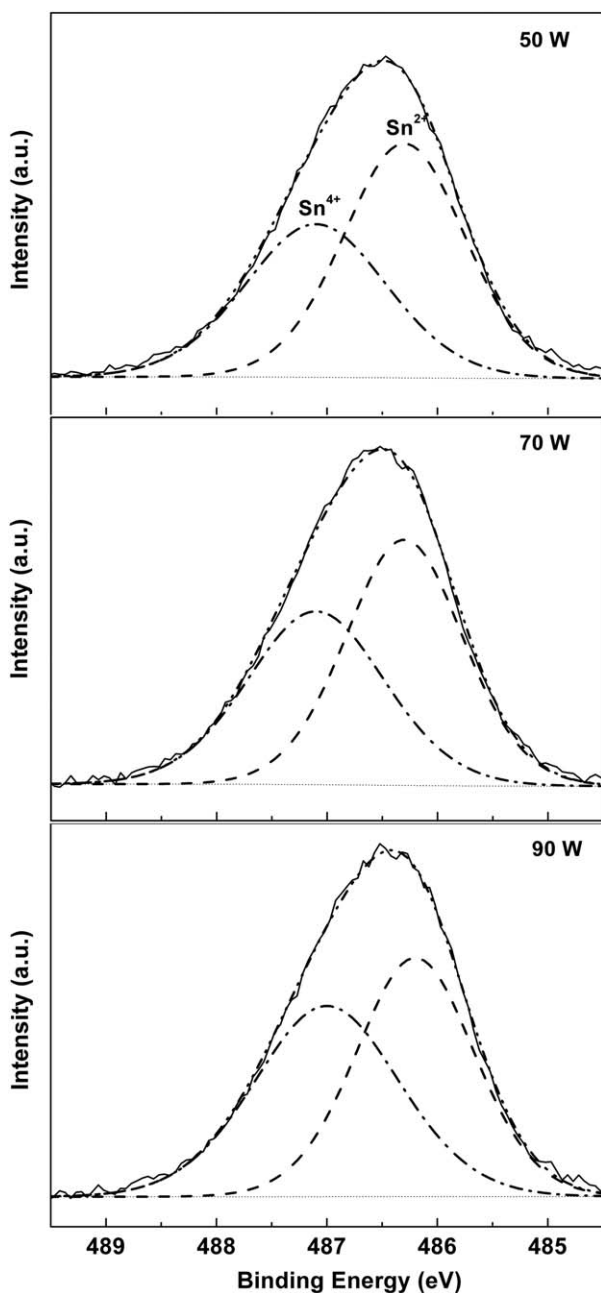 50 W
Sn²⁺
Sn⁴⁺
Intensity (a.u.)
70 W
Intensity (a.u.)
90 W
Intensity (a.u.)
489 488 487 486 485
Binding Energy (eV)